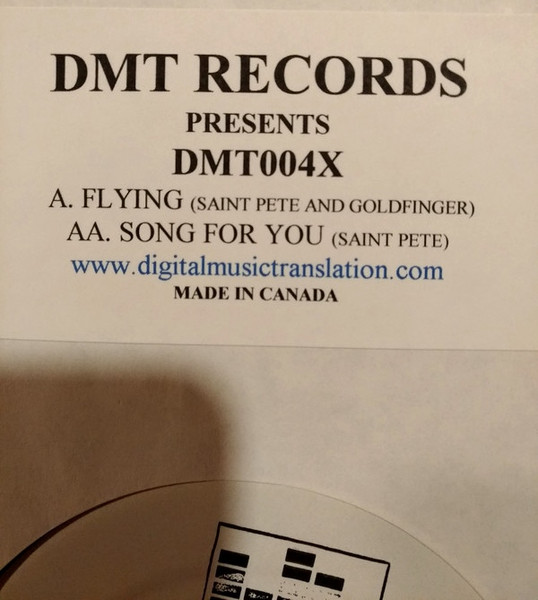 DMT RECORDS
PRESENTS
DMT004X
A. FLYING (SAINT PETE AND GOLDFINGER)
AA. SONG FOR YOU (SAINT PETE)
www.digitalmusictranslation.com
MADE IN CANADA